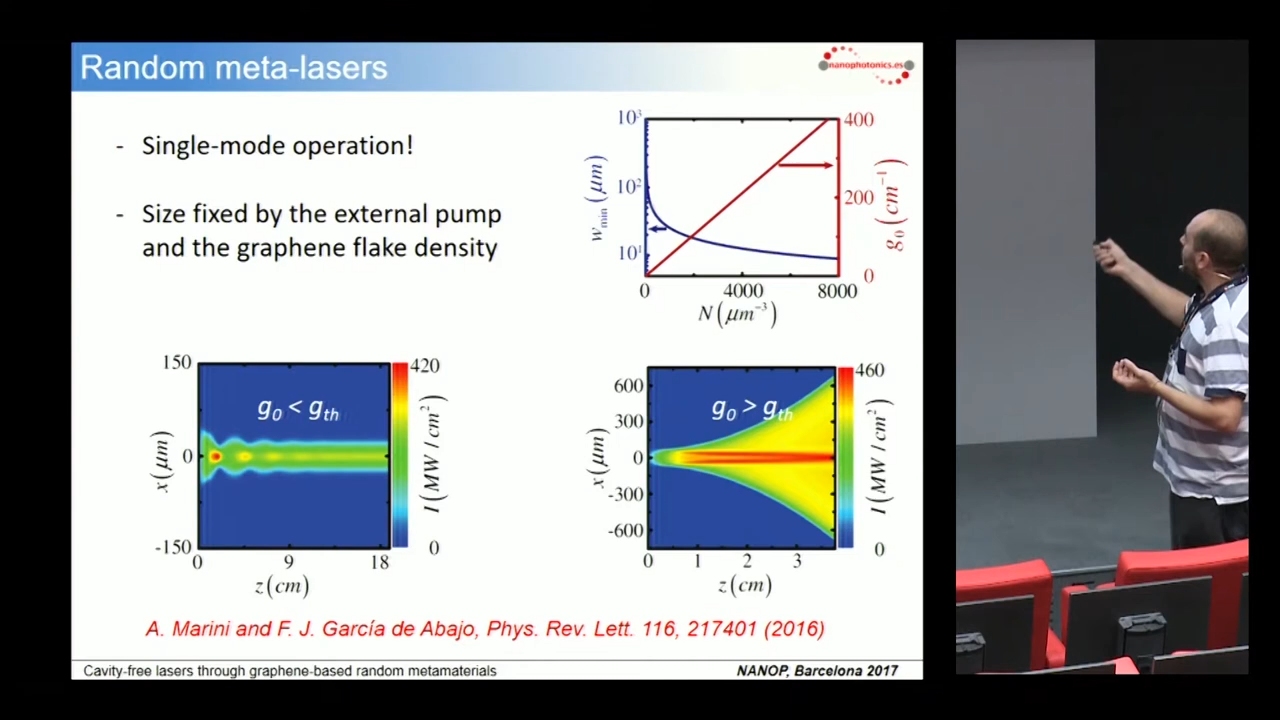 Random meta-lasers
nanophotonics.es
- Single-mode operation!
- Size fixed by the external pump
and the graphene flake density
10³
10²
10¹
w_min (μm)
400
200
0
g₀ (cm⁻¹)
0 4000 8000
N (μm⁻³)
150
0
-150
x (μm)
g₀ < g_th
0 9 18
z (cm)
420
0
I (MW / cm²)
600
300
0
-300
-600
x (μm)
g₀ > g_th
0 1 2 3
z (cm)
460
0
I (MW / cm²)
A. Marini and F. J. García de Abajo, Phys. Rev. Lett. 116, 217401 (2016)
Cavity-free lasers through graphene-based random metamaterials
NANOP, Barcelona 2017